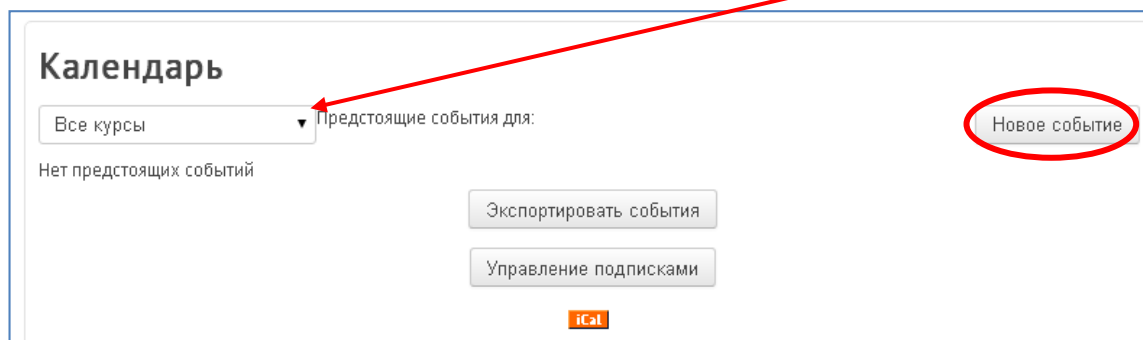 Календарь
Все курсы Предстоящие события для: Новое событие
Нет предстоящих событий
Экспортировать события
Управление подписками
iCal